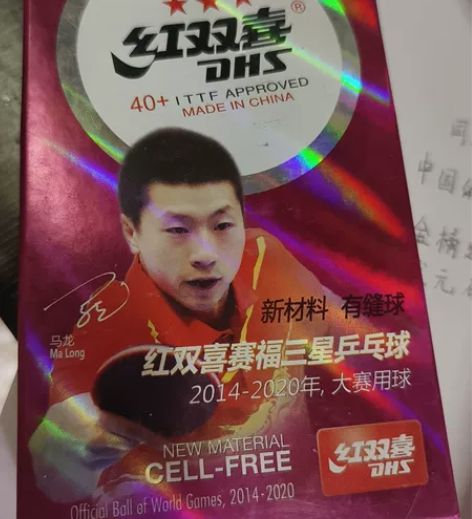 红双喜®
DHS
40+ ITTF APPROVED
MADE IN CHINA
中国
金
元
新材料 有缝球
马龙
Ma Long
红双喜赛福三星乒乓球
2014-2020年, 大赛用球
NEW MATERIAL
CELL-FREE
红双喜
DHS
Official Ball of World Games, 2014-2020